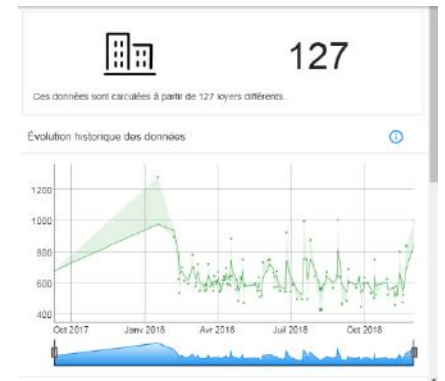 127
Ces données sont calculées à partir de 127 loyers différents.
Évolution historique des données
1200
1000
800
600
400
Oct 2017 Janv 2018 Avr 2018 Juil 2018 Oct 2018